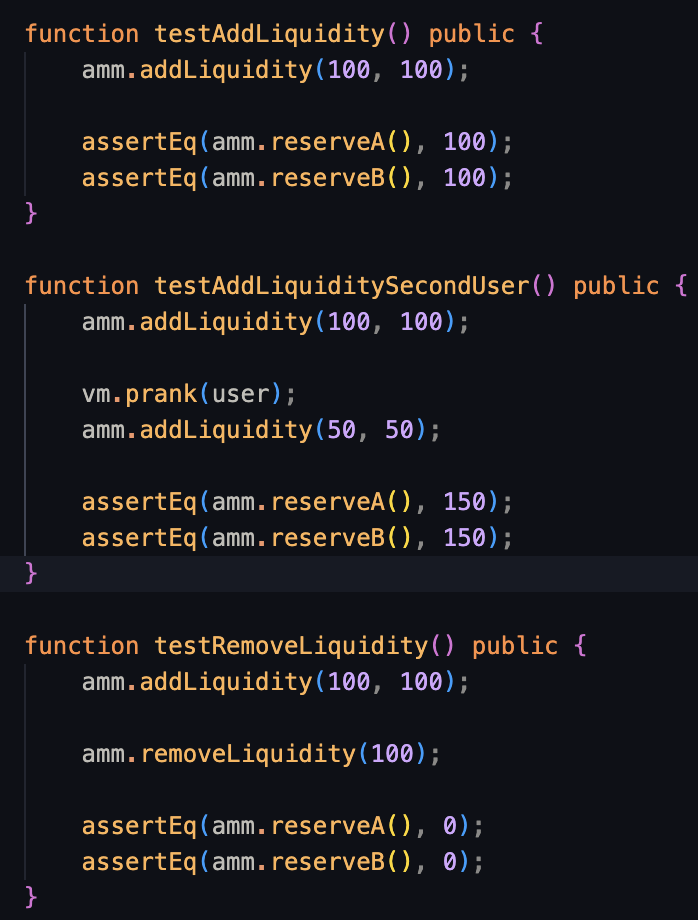 function testAddLiquidity() public {
    amm.addLiquidity(100, 100);
    assertEq(amm.reserveA(), 100);
    assertEq(amm.reserveB(), 100);
}
function testAddLiquiditySecondUser() public {
    amm.addLiquidity(100, 100);
    vm.prank(user);
    amm.addLiquidity(50, 50);
    assertEq(amm.reserveA(), 150);
    assertEq(amm.reserveB(), 150);
}
function testRemoveLiquidity() public {
    amm.addLiquidity(100, 100);
    amm.removeLiquidity(100);
    assertEq(amm.reserveA(), 0);
    assertEq(amm.reserveB(), 0);
}